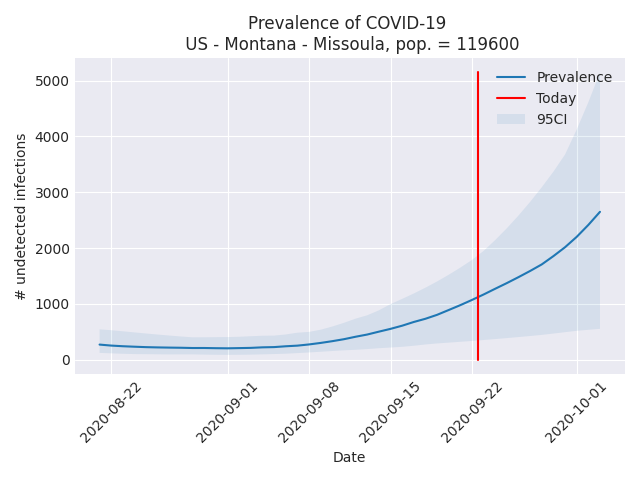 Prevalence of COVID-19
US - Montana - Missoula, pop. = 119600
Prevalence
Today
95CI
# undetected infections
5000
4000
3000
2000
1000
0
2020-08-22
2020-09-01
2020-09-08
2020-09-15
2020-09-22
2020-10-01
Date